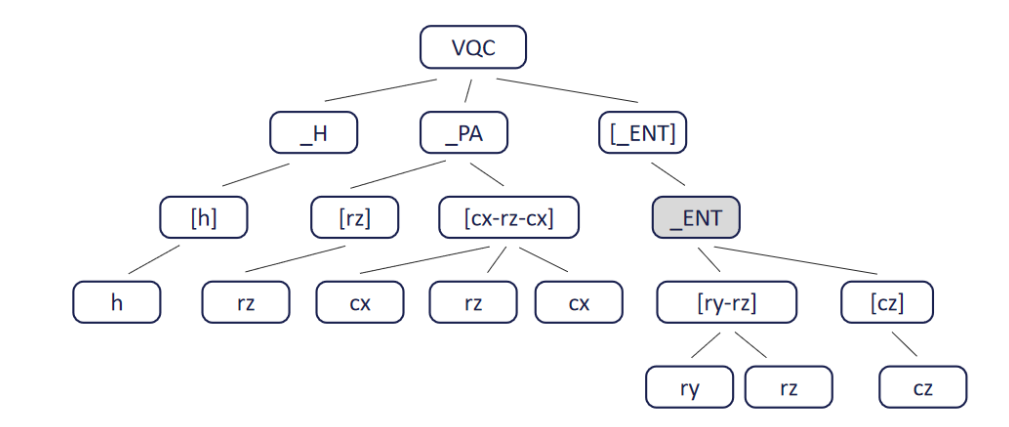 VQC
_H
_PA
[_ENT]
[h]
[rz]
[cx-rz-cx]
_ENT
h
rz
cx
rz
cx
[ry-rz]
[cz]
ry
rz
cz